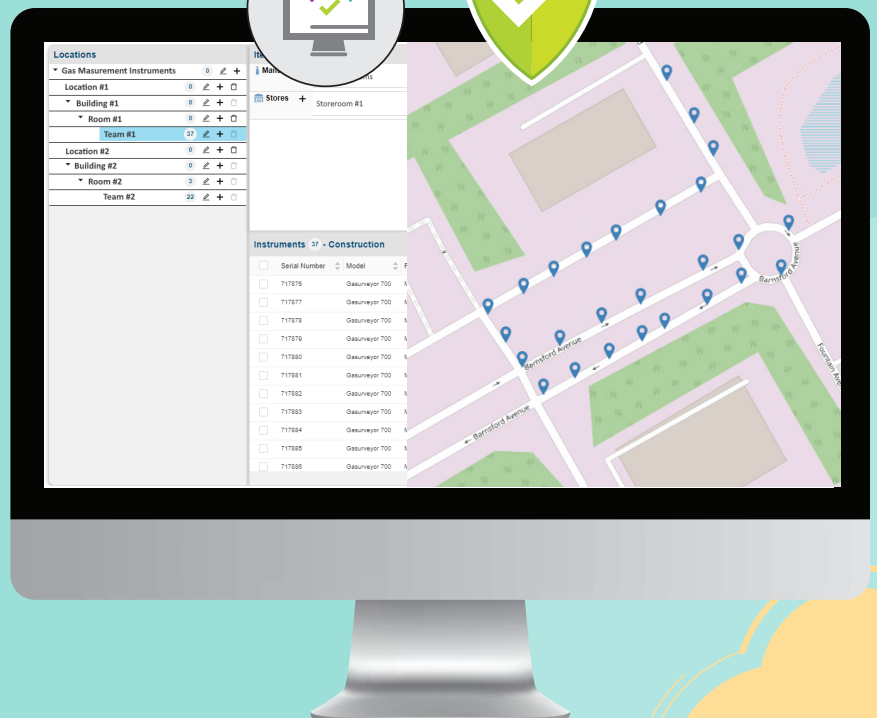 Locations
Gas Masurement Instruments 0
Location #1 0
Building #1 0
Room #1 0
Team #1 37
Location #2 0
Building #2 0
Room #2 3
Team #2 22
Stores +
Storeroom #1
Instruments 37 - Construction
Serial Number Model
717876 Gasurveyor 700
717877 Gasurveyor 700
717878 Gasurveyor 700
717879 Gasurveyor 700
717880 Gasurveyor 700
717881 Gasurveyor 700
717882 Gasurveyor 700
717883 Gasurveyor 700
717884 Gasurveyor 700
717885 Gasurveyor 700
717886 Gasurveyor 700
Barnsford Avenue
Barnsford Avenue
Barnsford Avenue
Fountain Ave